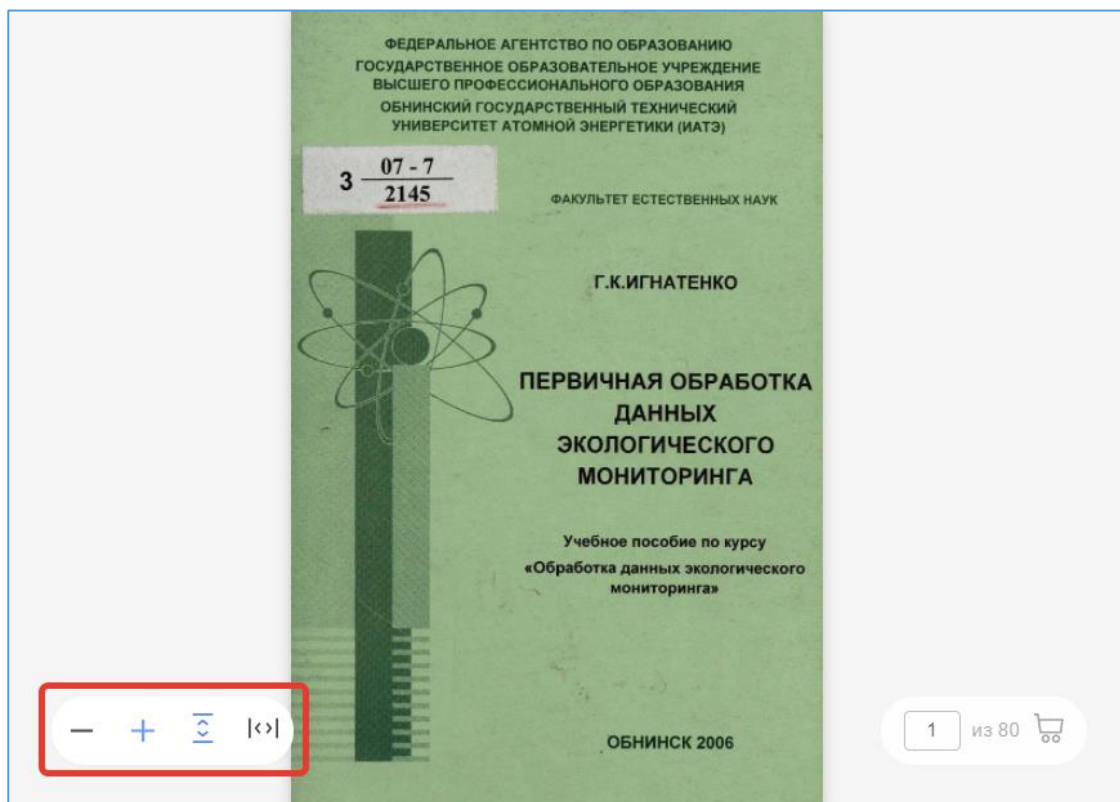 ФЕДЕРАЛЬНОЕ АГЕНТСТВО ПО ОБРАЗОВАНИЮ
ГОСУДАРСТВЕННОЕ ОБРАЗОВАТЕЛЬНОЕ УЧРЕЖДЕНИЕ
ВЫСШЕГО ПРОФЕССИОНАЛЬНОГО ОБРАЗОВАНИЯ
ОБНИНСКИЙ ГОСУДАРСТВЕННЫЙ ТЕХНИЧЕСКИЙ
УНИВЕРСИТЕТ АТОМНОЙ ЭНЕРГЕТИКИ (ИАТЭ)
3 07 - 7
2145
ФАКУЛЬТЕТ ЕСТЕСТВЕННЫХ НАУК
Г.К.ИГНАТЕНКО
ПЕРВИЧНАЯ ОБРАБОТКА
ДАННЫХ
ЭКОЛОГИЧЕСКОГО
МОНИТОРИНГА
Учебное пособие по курсу
«Обработка данных экологического
мониторинга»
ОБНИНСК 2006
1 из 80